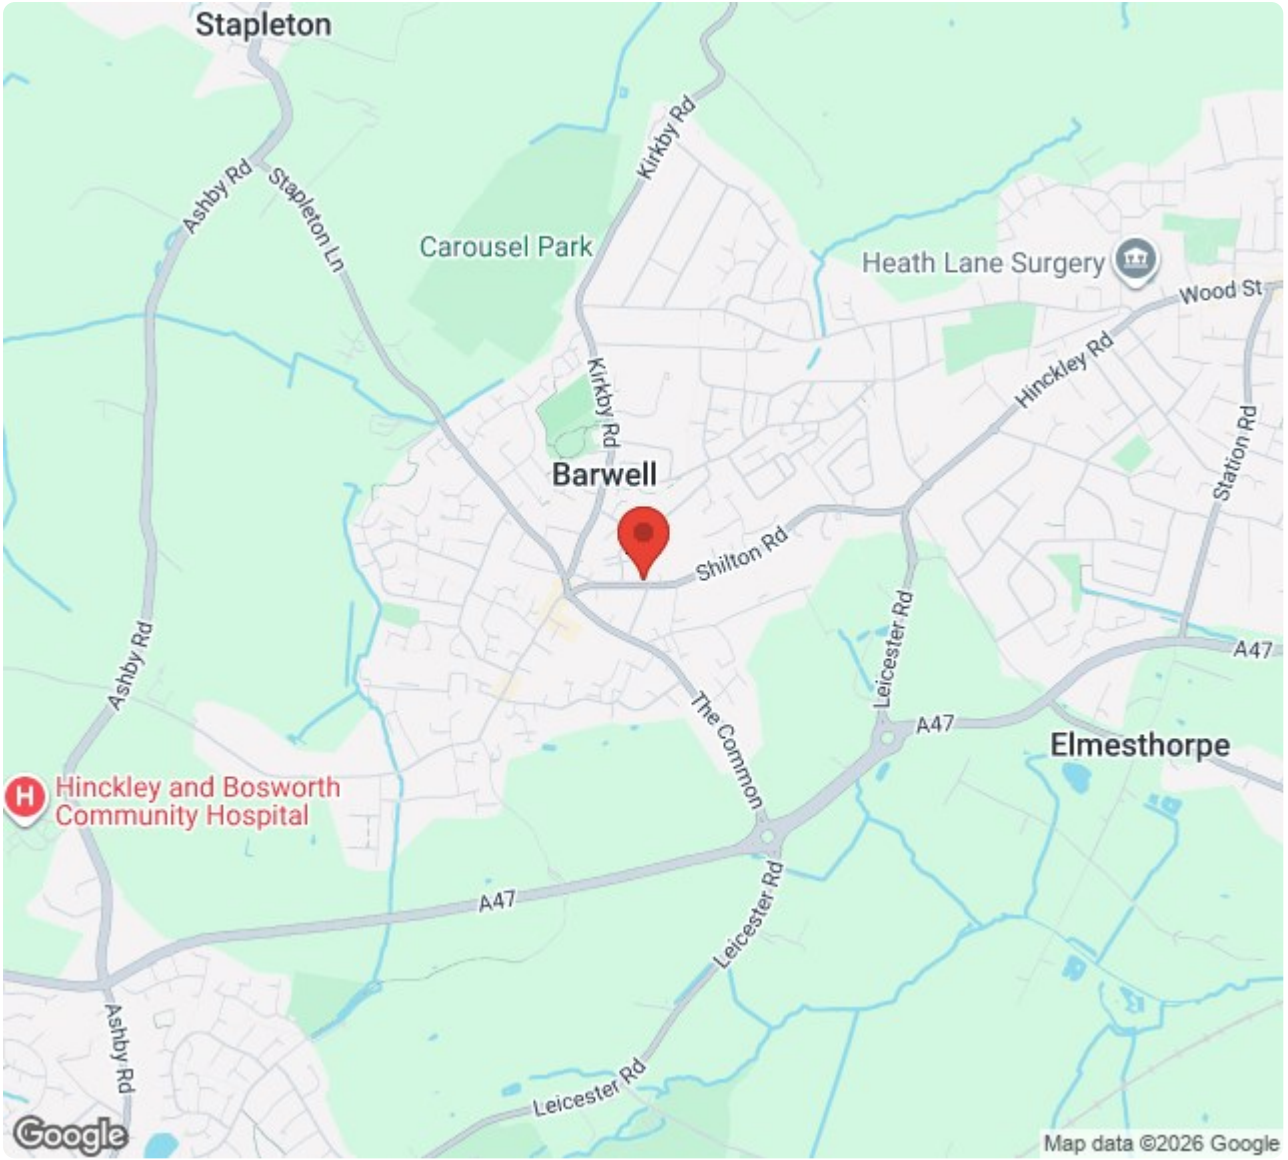 Stapleton
Kirkby Rd
Ashby Rd
Stapleton Ln
Carousel Park
Heath Lane Surgery
Wood St
Hinckley Rd
Kirkby Rd
Station Rd
Barwell
Shilton Rd
Leicester Rd
Ashby Rd
A47
The Common
A47
Elmesthorpe
H
Hinckley and Bosworth
Community Hospital
A47
Leicester Rd
Ashby Rd
Leicester Rd
Google
Map data ©2026 Google